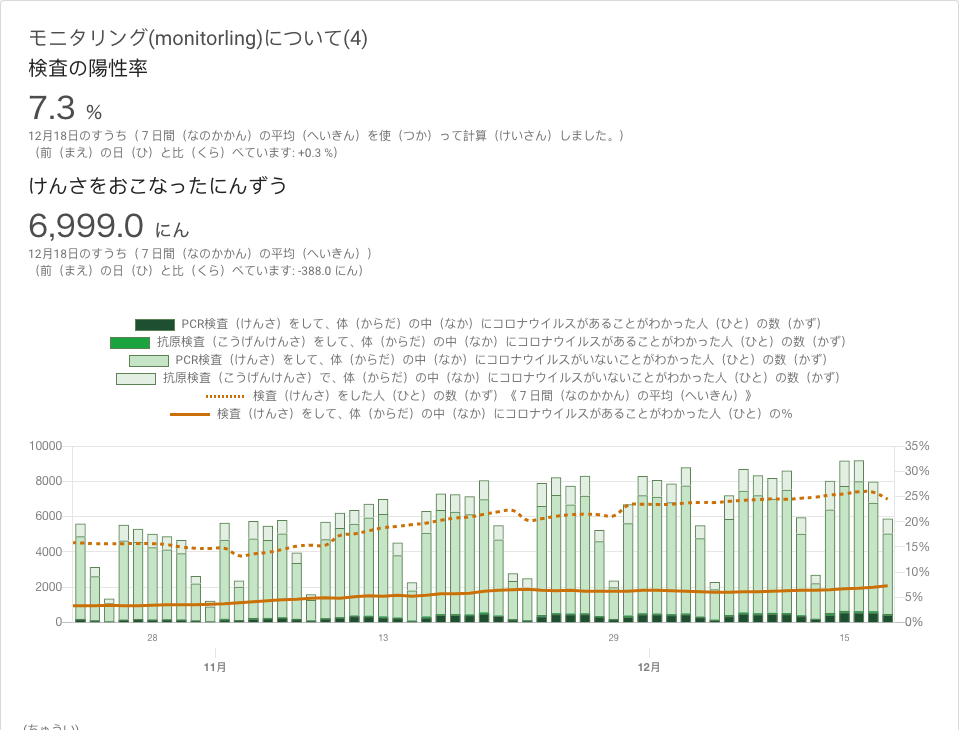 モニタリング(monitorling)について(4)
検査の陽性率
7.3 %
12月18日のすうち（７日間（なのかかん）の平均（へいきん）を使（つか）って計算（けいさん）しました。）
（前（まえ）の日（ひ）と比（くら）べています: +0.3 %）
けんさをおこなったにんずう
6,999.0 にん
12月18日のすうち（７日間（なのかかん）の平均（へいきん））
（前（まえ）の日（ひ）と比（くら）べています: -388.0 にん）
PCR検査（けんさ）をして、体（からだ）の中（なか）にコロナウイルスがあることがわかった人（ひと）の数（かず）
抗原検査（こうげんけんさ）をして、体（からだ）の中（なか）にコロナウイルスがあることがわかった人（ひと）の数（かず）
PCR検査（けんさ）をして、体（からだ）の中（なか）にコロナウイルスがいないことがわかった人（ひと）の数（かず）
抗原検査（こうげんけんさ）で、体（からだ）の中（なか）にコロナウイルスがいないことがわかった人（ひと）の数（かず）
検査（けんさ）をした人（ひと）の数（かず）《７日間（なのかかん）の平均（へいきん）》
検査（けんさ）をして、体（からだ）の中（なか）にコロナウイルスがあることがわかった人（ひと）の%
10000 35%
30%
8000
25%
6000
20%
15%
4000
10%
2000
5%
0 0%
28 13 29 15
11月 12月
(ちゅうい)